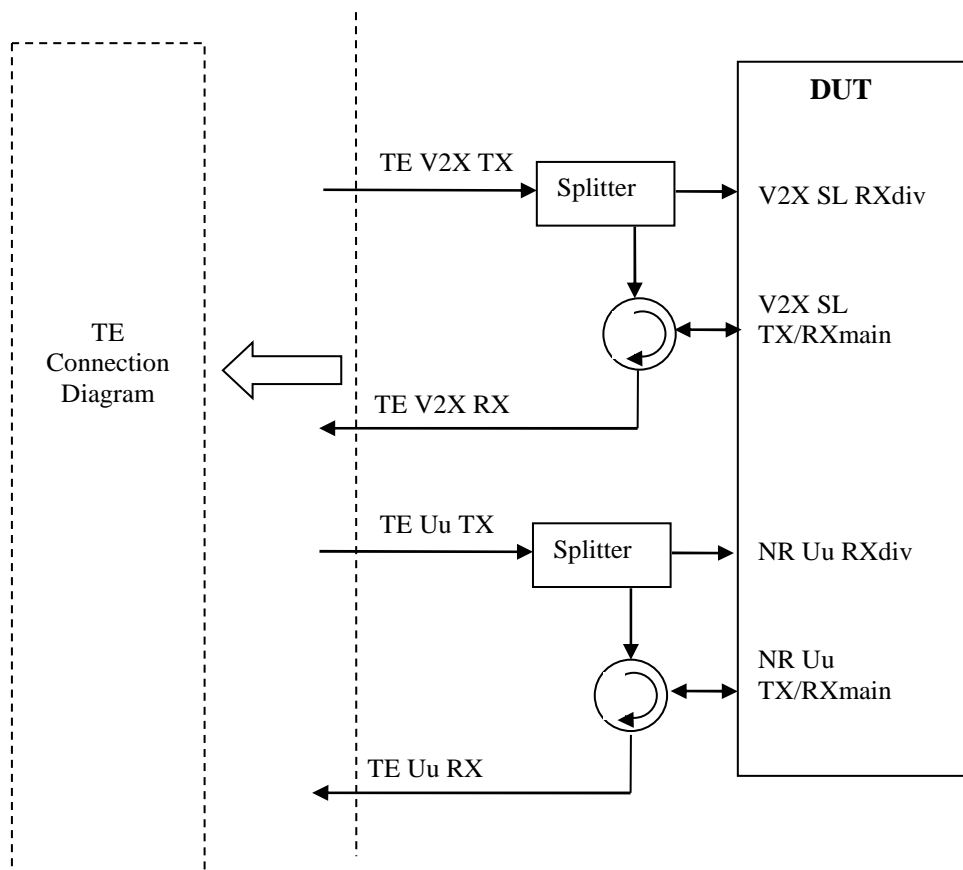 DUT
TE V2X TX
Splitter
V2X SL RXdiv
V2X SL
TX/RXmain
TE
Connection
Diagram
TE V2X RX
TE Uu TX
Splitter
NR Uu RXdiv
NR Uu
TX/RXmain
TE Uu RX